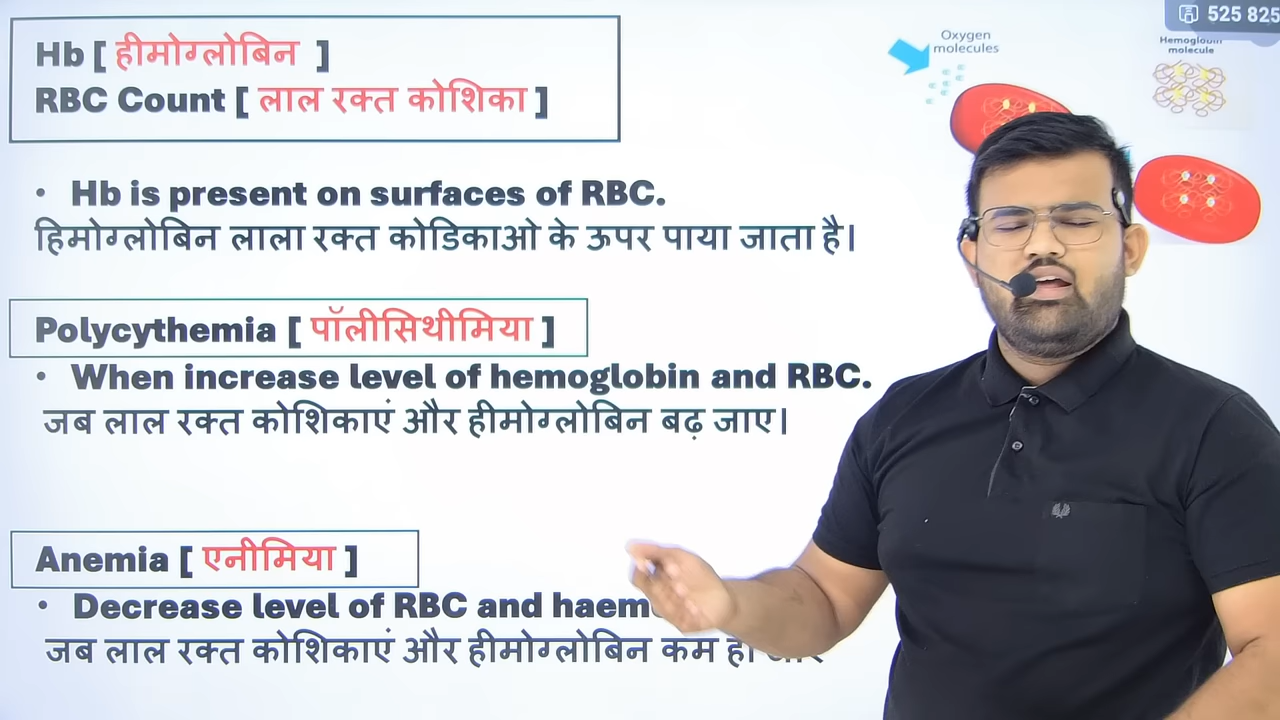 525 825
Hb [ हीमोग्लोबिन ]
RBC Count [ लाल रक्त कोशिका ]
Oxygen
molecules
Hemoglobin
molecule
• Hb is present on surfaces of RBC.
हिमोग्लोबिन लाला रक्त कोडिकाओ के ऊपर पाया जाता है।
Polycythemia [ पॉलीसिथीमिया ]
• When increase level of hemoglobin and RBC.
जब लाल रक्त कोशिकाएं और हीमोग्लोबिन बढ़ जाए।
Anemia [ एनीमिया ]
• Decrease level of RBC and
जब लाल रक्त कोशिकाएं और हीमोग्लोबिन कम